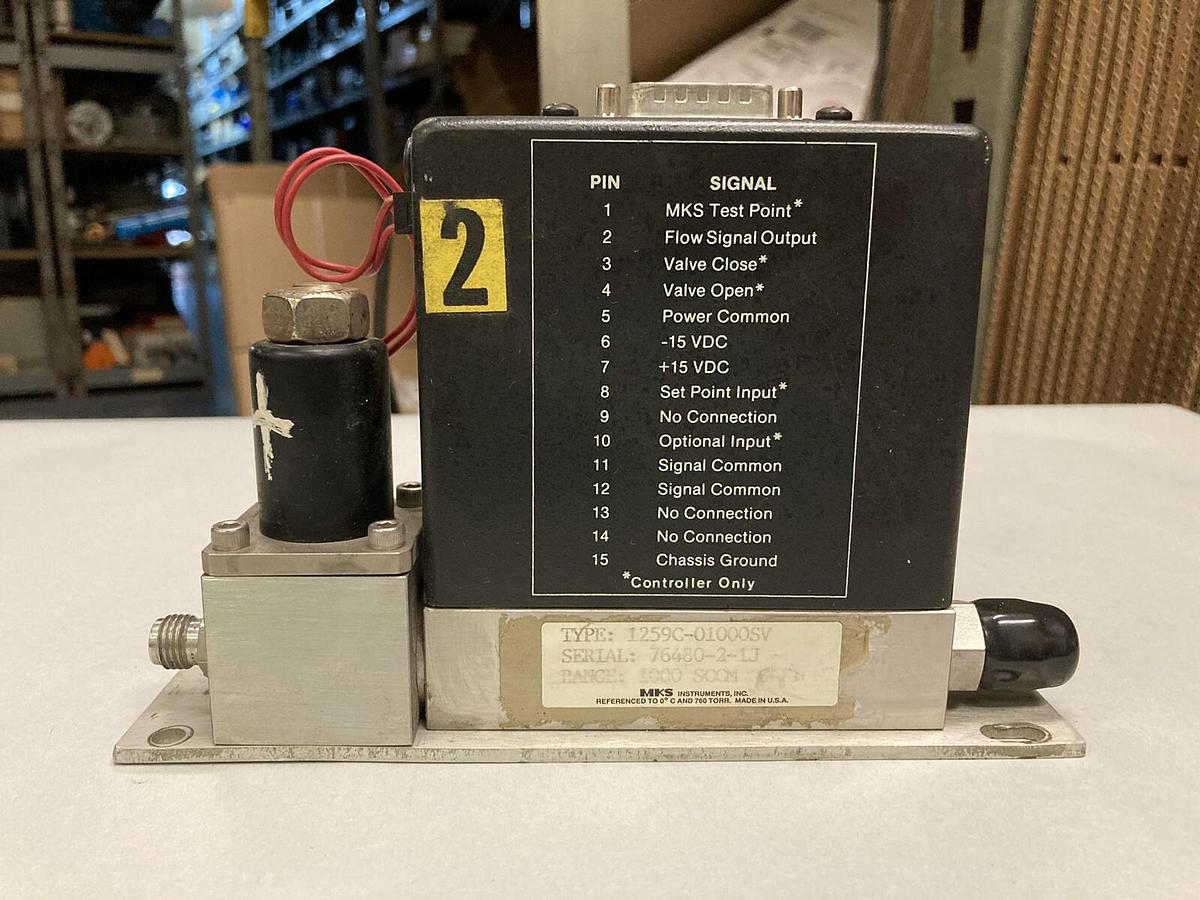 2
PIN SIGNAL
1 MKS Test Point*
2 Flow Signal Output
3 Valve Close*
4 Valve Open*
5 Power Common
6 -15 VDC
7 +15 VDC
8 Set Point Input*
9 No Connection
10 Optional Input*
11 Signal Common
12 Signal Common
13 No Connection
14 No Connection
15 Chassis Ground
*Controller Only
TYPE: 1259C-01000SV
SERIAL: 76480-2-1J
RANGE: 1000 SCCM
MKS INSTRUMENTS, INC.
REFERENCED TO 0° C AND 760 TORR. MADE IN U.S.A.